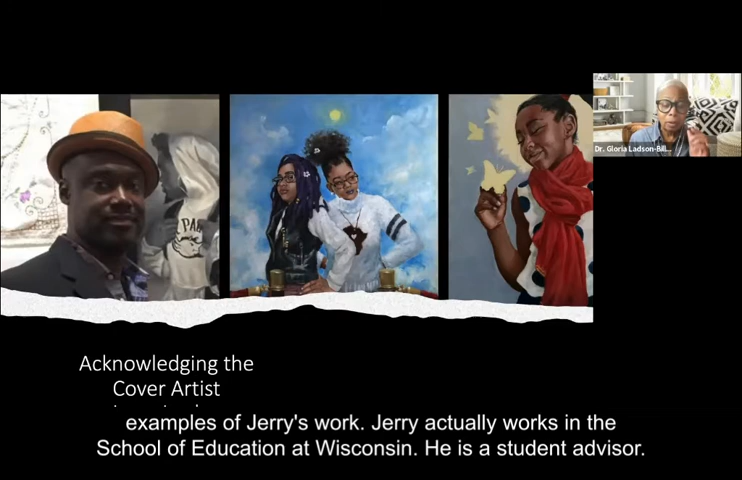 Dr. Gloria Ladson-Bill...
PAR
Acknowledging the
Cover Artist
examples of Jerry's work. Jerry actually works in the
School of Education at Wisconsin. He is a student advisor.